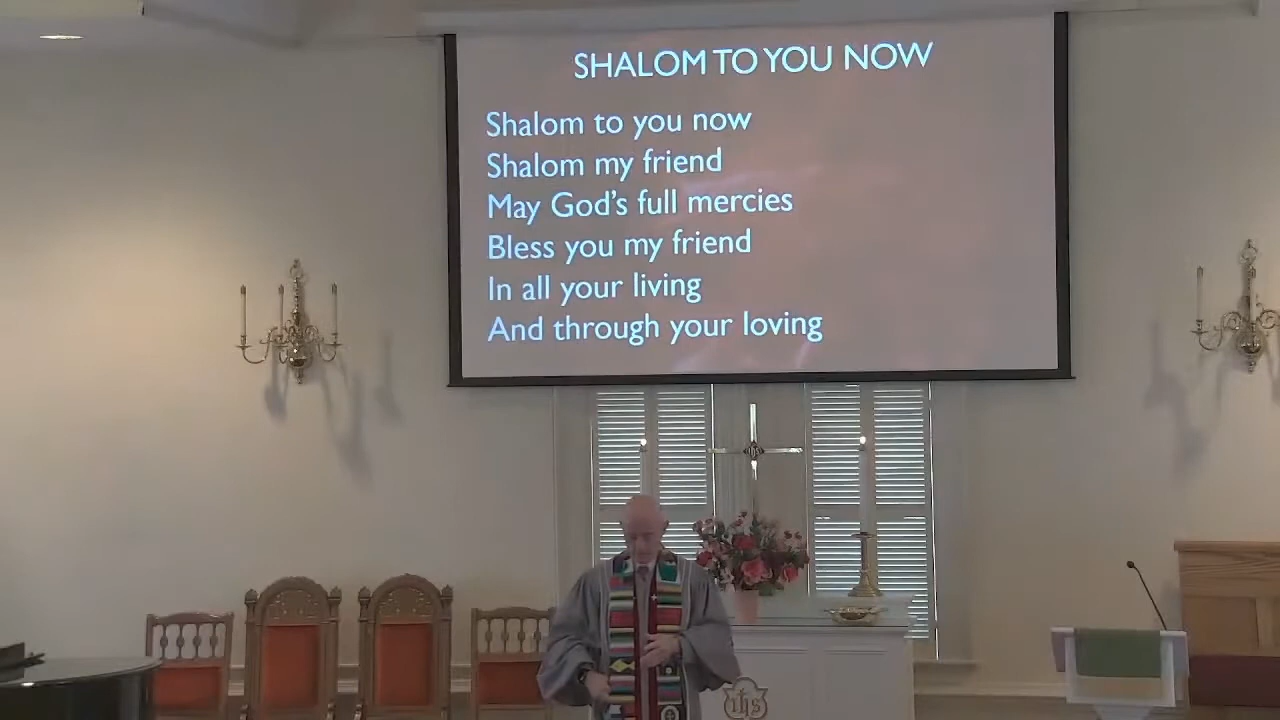 SHALOM TO YOU NOW
Shalom to you now
Shalom my friend
May God's full mercies
Bless you my friend
In all your living
And through your loving
ihs